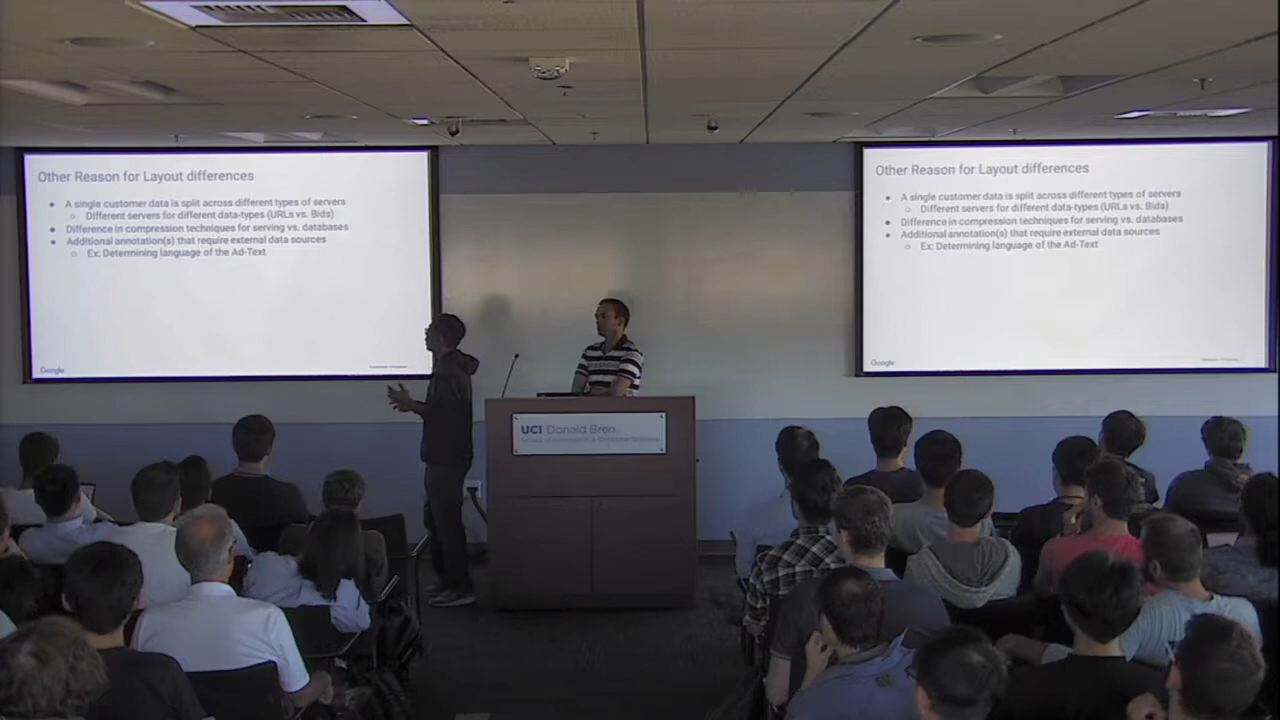 Other Reason for Layout differences
● A single customer data is split across different types of servers
○ Different servers for different data-types (URLs vs. Bids)
● Difference in compression techniques for serving vs. databases
● Additional annotation(s) that require external data sources
○ Ex: Determining language of the Ad-Text
Google
Other Reason for Layout differences
● A single customer data is split across different types of servers
○ Different servers for different data-types (URLs vs. Bids)
● Difference in compression techniques for serving vs. databases
● Additional annotation(s) that require external data sources
○ Ex: Determining language of the Ad-Text
Google
UCI Donald Bren
School of Information & Computer Sciences